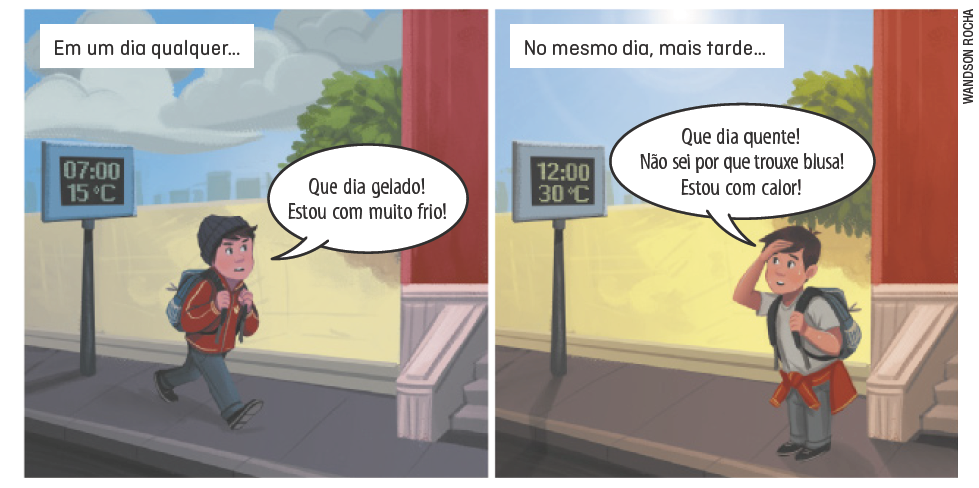 Em um dia qualquer...
07:00
15 °C
Que dia gelado!
Estou com muito frio!
No mesmo dia, mais tarde...
12:00
30 °C
Que dia quente!
Não sei por que trouxe blusa!
Estou com calor!
WANDSON ROCHA